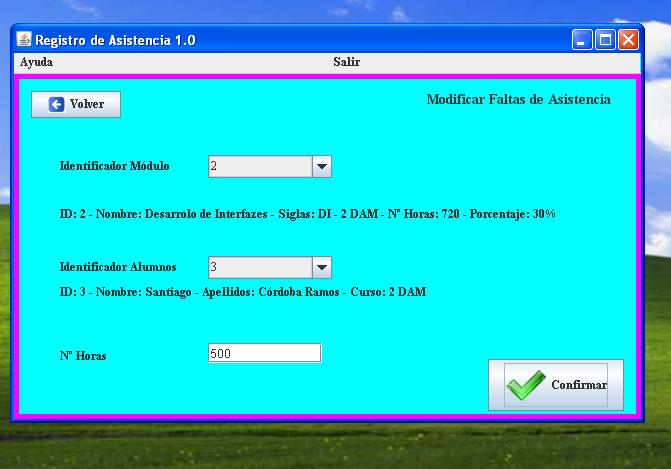 Registro de Asistencia 1.0
Ayuda Salir
Volver Modificar Faltas de Asistencia
Identificador Módulo 2
ID: 2 - Nombre: Desarrolo de Interfazes - Siglas: DI - 2 DAM - Nº Horas: 720 - Porcentaje: 30%
Identificador Alumnos 3
ID: 3 - Nombre: Santiago - Apellidos: Córdoba Ramos - Curso: 2 DAM
Nº Horas 500
Confirmar